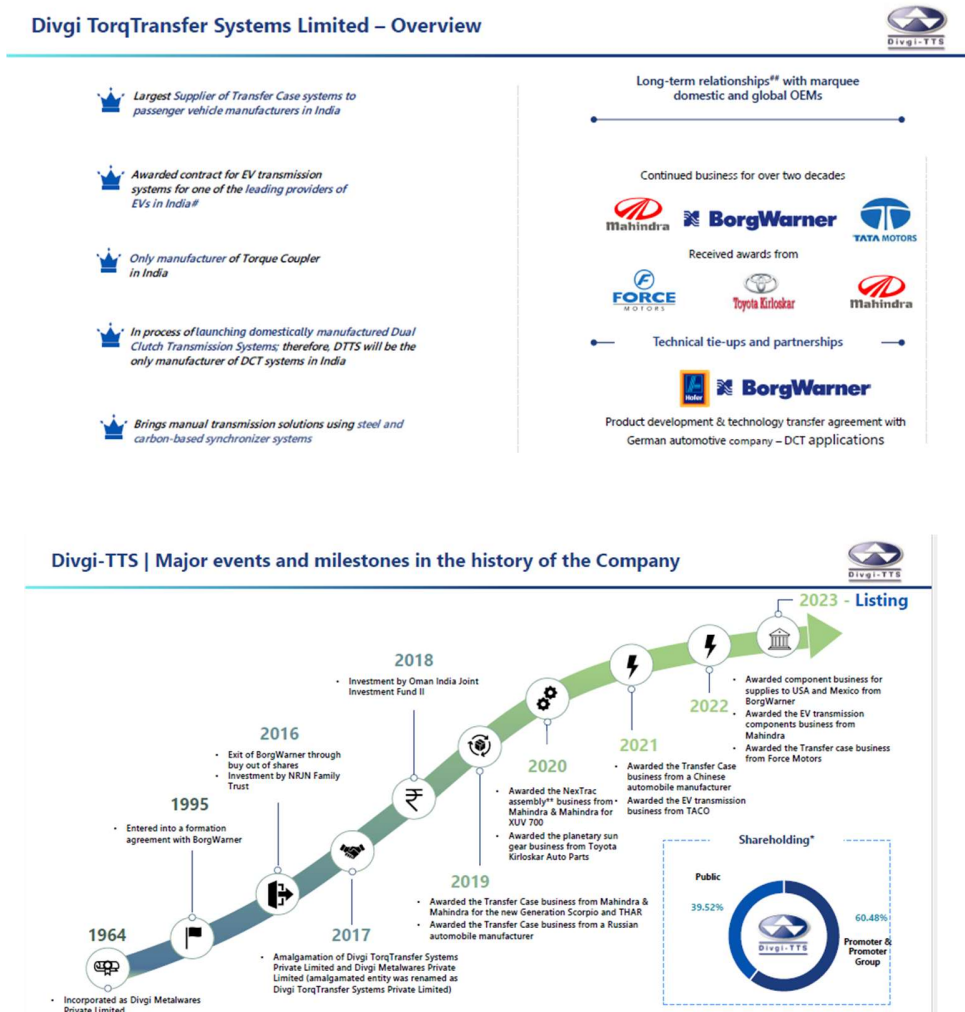 Divgi TorqTransfer Systems Limited – Overview
Divgi-TTS
Largest Supplier of Transfer Case systems to
passenger vehicle manufacturers in India
Awarded contract for EV transmission
systems for one of the leading providers of
EVs in India#
Only manufacturer of Torque Coupler
in India
In process of launching domestically manufactured Dual
Clutch Transmission Systems; therefore, DTTS will be the
only manufacturer of DCT systems in India
Brings manual transmission solutions using steel and
carbon-based synchronizer systems
Long-term relationships## with marquee
domestic and global OEMs
Continued business for over two decades
Mahindra
BorgWarner
TATA MOTORS
Received awards from
FORCE
MOTORS
Toyota Kirloskar
Mahindra
Technical tie-ups and partnerships
Hofer
BorgWarner
Product development & technology transfer agreement with
German automotive company – DCT applications
Divgi-TTS | Major events and milestones in the history of the Company
Divgi-TTS
1964
• Incorporated as Divgi Metalwares
Private Limited
1995
• Entered into a formation
agreement with BorgWarner
2016
• Exit of BorgWarner through
buy out of shares
• Investment by NRJN Family
Trust
2017
• Amalgamation of Divgi TorqTransfer Systems
Private Limited and Divgi Metalwares Private
Limited (amalgamated entity was renamed as
Divgi TorqTransfer Systems Private Limited)
2018
• Investment by Oman India Joint
Investment Fund II
2019
• Awarded the Transfer Case business from Mahindra &
Mahindra for the new Generation Scorpio and THAR
• Awarded the Transfer Case business from a Russian
automobile manufacturer
2020
• Awarded the NexTrac
assembly** business from
Mahindra & Mahindra for
XUV 700
• Awarded the planetary sun
gear business from Toyota
Kirloskar Auto Parts
2021
• Awarded the Transfer Case
business from a Chinese
automobile manufacturer
• Awarded the EV transmission
business from TACO
2022
• Awarded component business for
supplies to USA and Mexico from
BorgWarner
• Awarded the EV transmission
components business from
Mahindra
• Awarded the Transfer case business
from Force Motors
2023 - Listing
Shareholding*
Public
39.52%
60.48%
Promoter &
Promoter
Group
Divgi-TTS